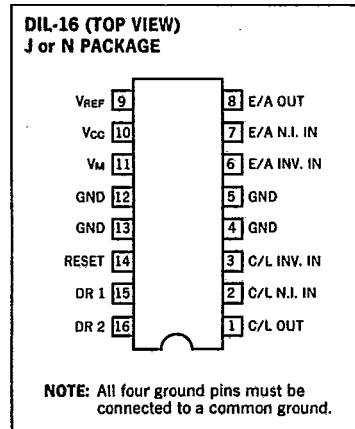 DIL-16 (TOP VIEW)
J or N PACKAGE
VREF 9 8 E/A OUT
VCC 10 7 E/A N.I. IN
VM 11 6 E/A INV. IN
GND 12 5 GND
GND 13 4 GND
RESET 14 3 C/L INV. IN
DR 1 15 2 C/L N.I. IN
DR 2 16 1 C/L OUT
NOTE: All four ground pins must be
connected to a common ground.